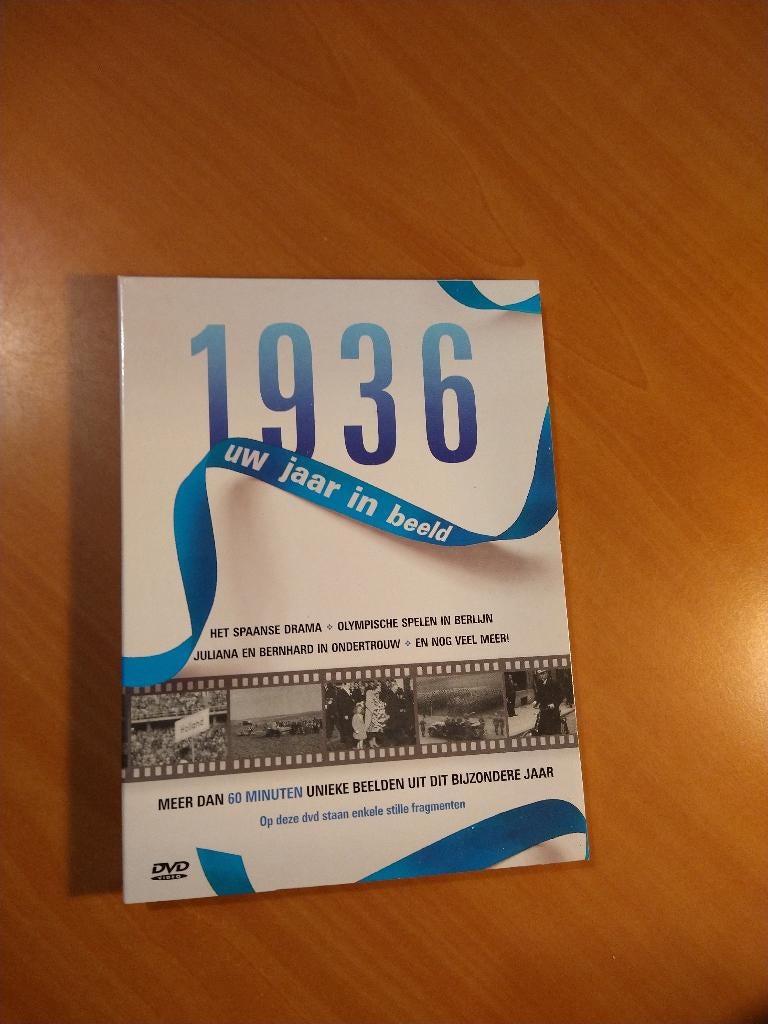 1936
uw jaar in beeld
HET SPAANSE DRAMA ❖ OLYMPISCHE SPELEN IN BERLIJN
JULIANA EN BERNHARD IN ONDERTROUW ❖ EN NOG VEEL MEER!
Holland
MEER DAN 60 MINUTEN UNIEKE BEELDEN UIT DIT BIJZONDERE JAAR
Op deze dvd staan enkele stille fragmenten
DVD
VIDEO